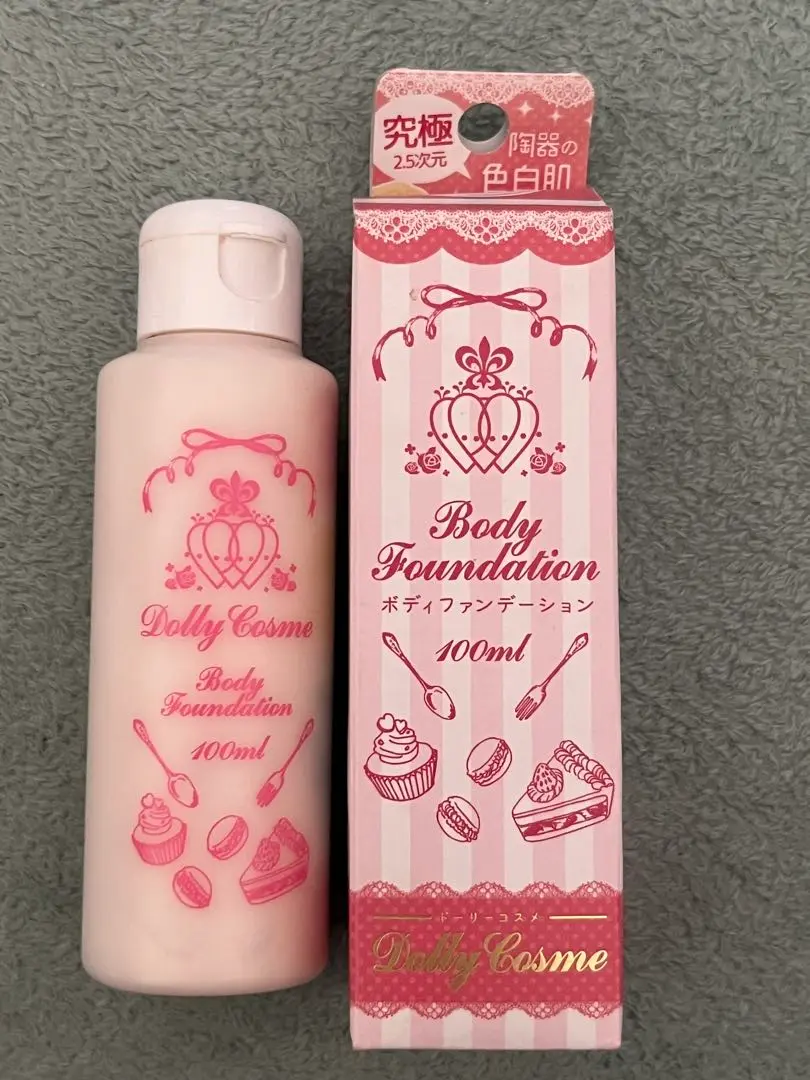 Dolly Cosme
Body
Foundation
100ml
究極
2.5次元
陶器の
色白肌
Body
Foundation
ボディファンデーション
100ml
ドーリーコスメ
Dolly Cosme